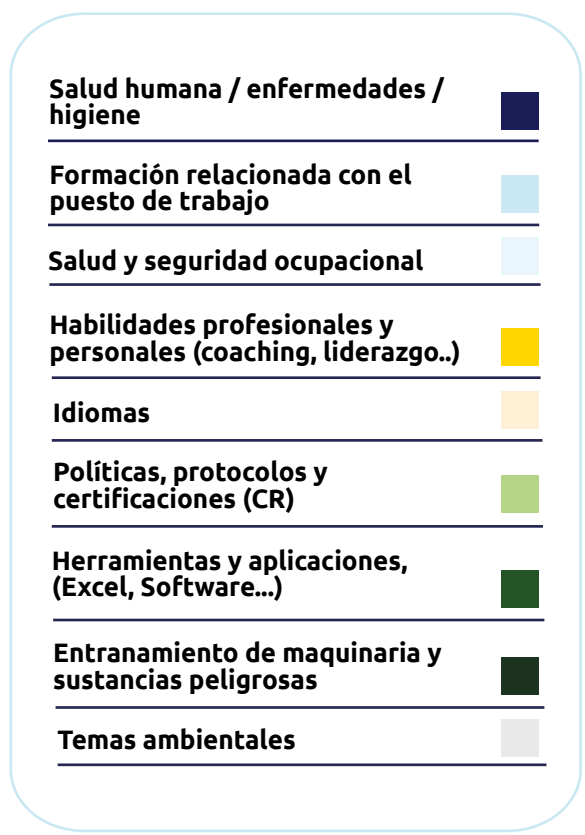 Salud humana / enfermedades /
higiene
Formación relacionada con el
puesto de trabajo
Salud y seguridad ocupacional
Habilidades profesionales y
personales (coaching, liderazgo..)
Idiomas
Políticas, protocolos y
certificaciones (CR)
Herramientas y aplicaciones,
(Excel, Software...)
Entranamiento de maquinaria y
sustancias peligrosas
Temas ambientales